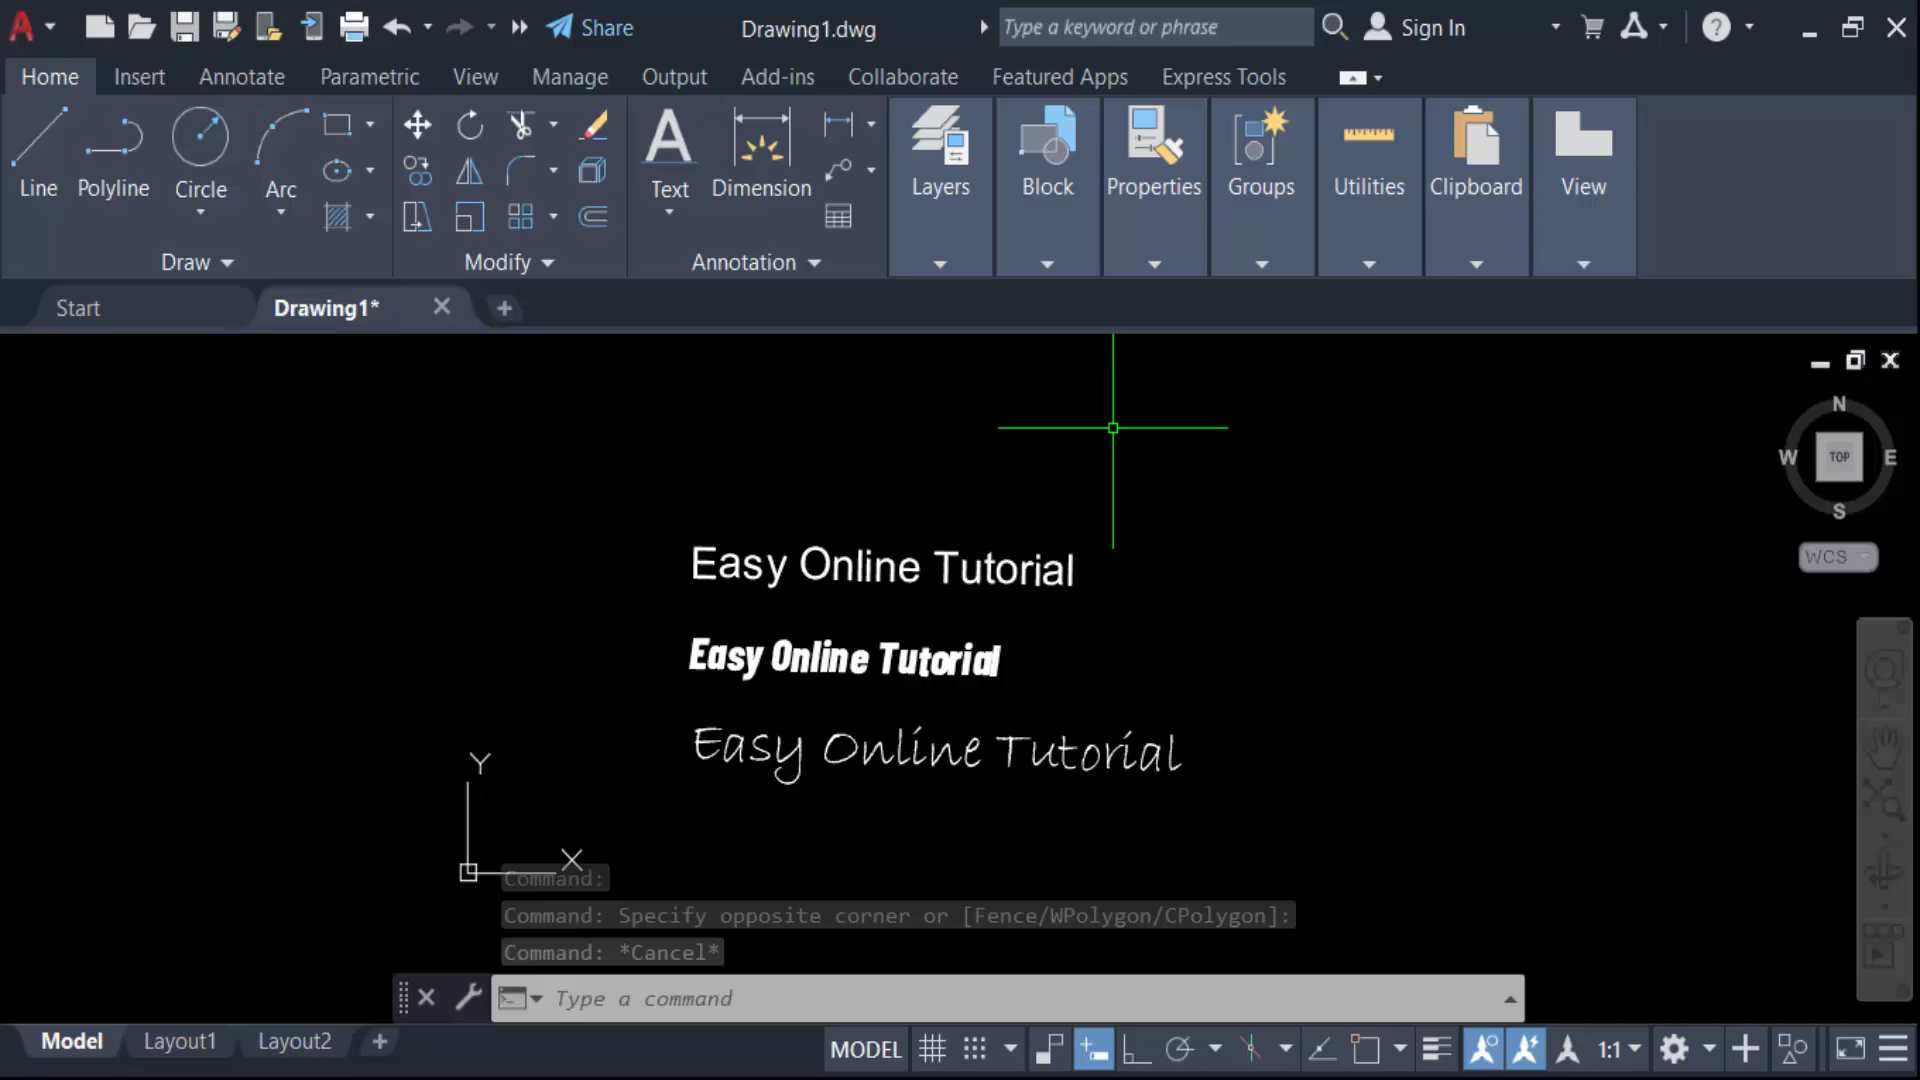 Share
Drawing1.dwg
Type a keyword or phrase
Sign In
Home
Insert
Annotate
Parametric
View
Manage
Output
Add-ins
Collaborate
Featured Apps
Express Tools
Line
Polyline
Circle
Arc
Text
Dimension
Layers
Block
Properties
Groups
Utilities
Clipboard
View
Draw
Modify
Annotation
Start
Drawing1*
N
W
TOP
E
S
WCS
Easy Online Tutorial
Easy Online Tutorial
Easy Online Tutorial
Y
X
Command:
Command: Specify opposite corner or [Fence/WPolygon/CPolygon]:
Command: *Cancel*
Type a command
Model
Layout1
Layout2
MODEL
1:1